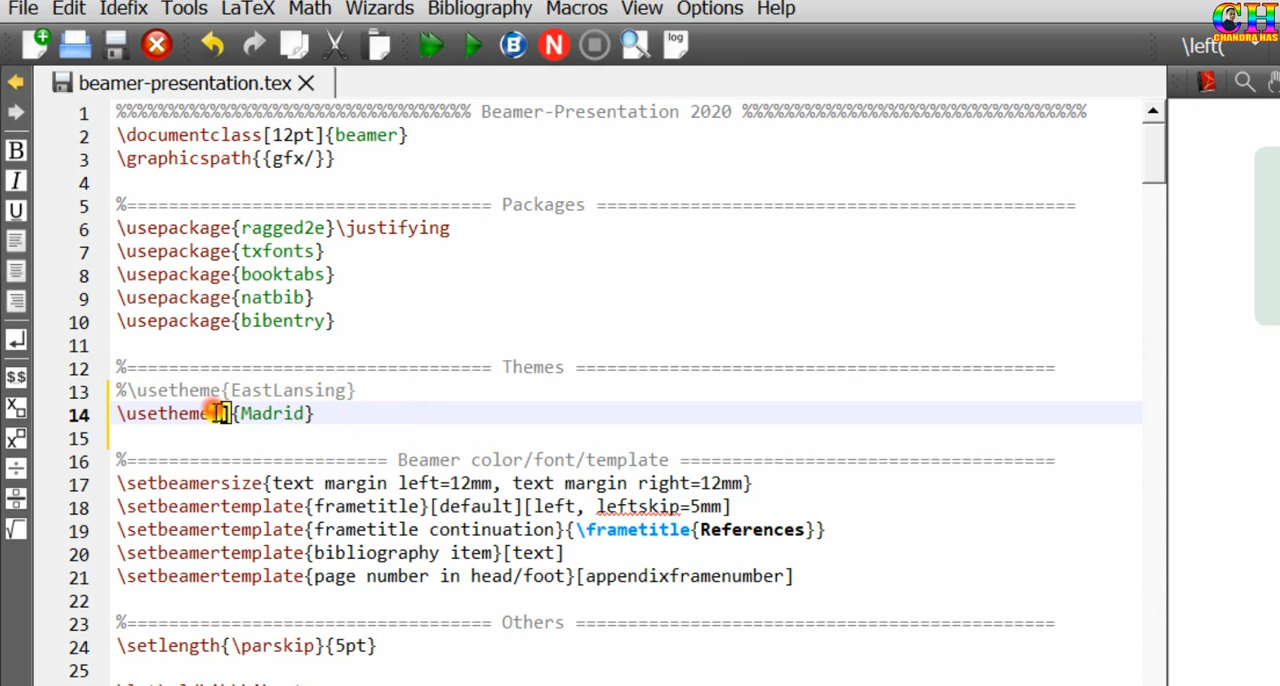 File Edit Idefix Tools LaTeX Math Wizards Bibliography Macros View Options Help
CH
CHANDRA HAS
log
\left(
beamer-presentation.tex
1 %%%%%%%%%%%%%%%%%%%%%%%%%%%%%%%%%% Beamer-Presentation 2020 %%%%%%%%%%%%%%%%%%%%%%%%%%%%%%%%%
2 \documentclass[12pt]{beamer}
3 \graphicspath{{gfx/}}
4
5 %=================================== Packages ==============================================
6 \usepackage{ragged2e}\justifying
7 \usepackage{txfonts}
8 \usepackage{booktabs}
9 \usepackage{natbib}
10 \usepackage{bibentry}
11
12 %=================================== Themes ==============================================
13 %\usetheme{EastLansing}
14 \usetheme[]{Madrid}
15
16 %========================= Beamer color/font/template ====================================
17 \setbeamersize{text margin left=12mm, text margin right=12mm}
18 \setbeamertemplate{frametitle}[default][left, leftskip=5mm]
19 \setbeamertemplate{frametitle continuation}{\frametitle{References}}
20 \setbeamertemplate{bibliography item}[text]
21 \setbeamertemplate{page number in head/foot}[appendixframenumber]
22
23 %=================================== Others ==============================================
24 \setlength{\parskip}{5pt}
25